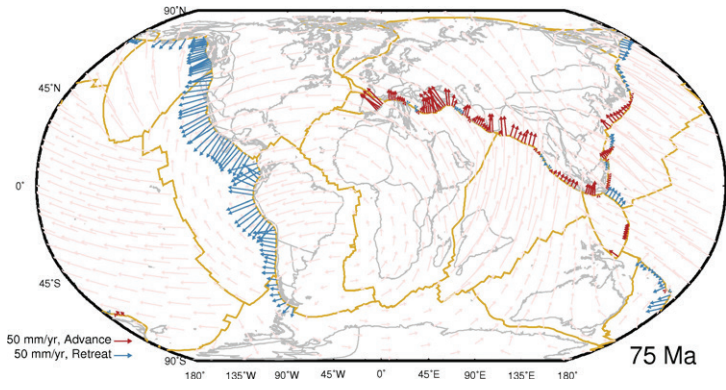 90˚N
45˚N
0˚
45˚S
50 mm/yr, Advance
50 mm/yr, Retreat
90˚S
75 Ma
180˚ 135˚W 90˚W 45˚W 0˚ 45˚E 90˚E 135˚E 180˚